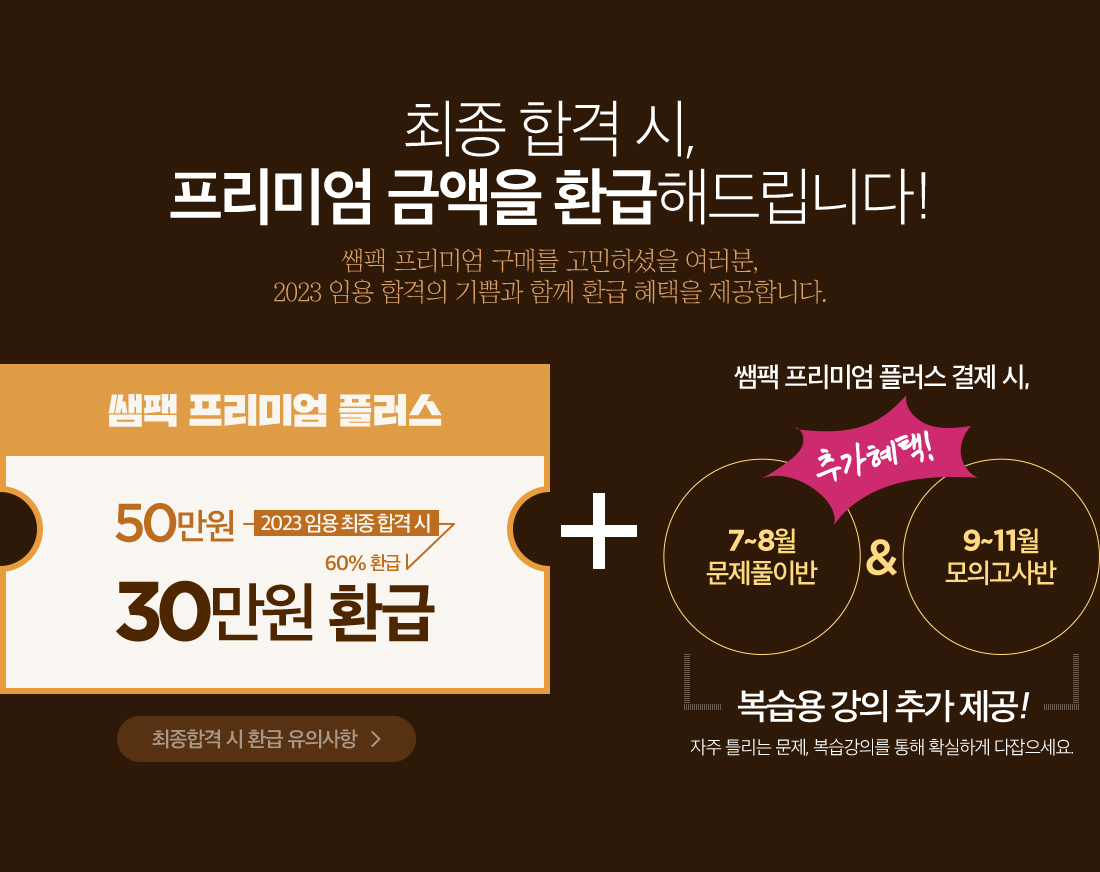 최종 합격 시,
프리미엄 금액을 환급해드립니다!
쌤팩 프리미엄 구매를 고민하셨을 여러분,
2023 임용 합격의 기쁨과 함께 환급 혜택을 제공합니다.
쌤팩 프리미엄 플러스
50만원
2023 임용 최종 합격 시
60% 환급
30만원 환급
최종합격 시 환급 유의사항 >
쌤팩 프리미엄 플러스 결제 시,
추가혜택!
7~8월
문제풀이반
&
9~11월
모의고사반
복습용 강의 추가 제공!
자주 틀리는 문제, 복습강의를 통해 확실하게 다잡으세요.